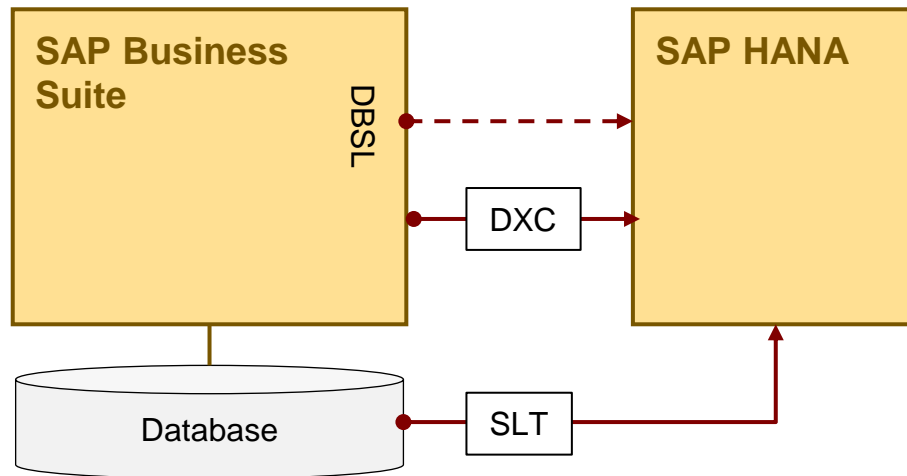 SAP Business
Suite
SAP HANA
DBSL
DXC
Database
SLT